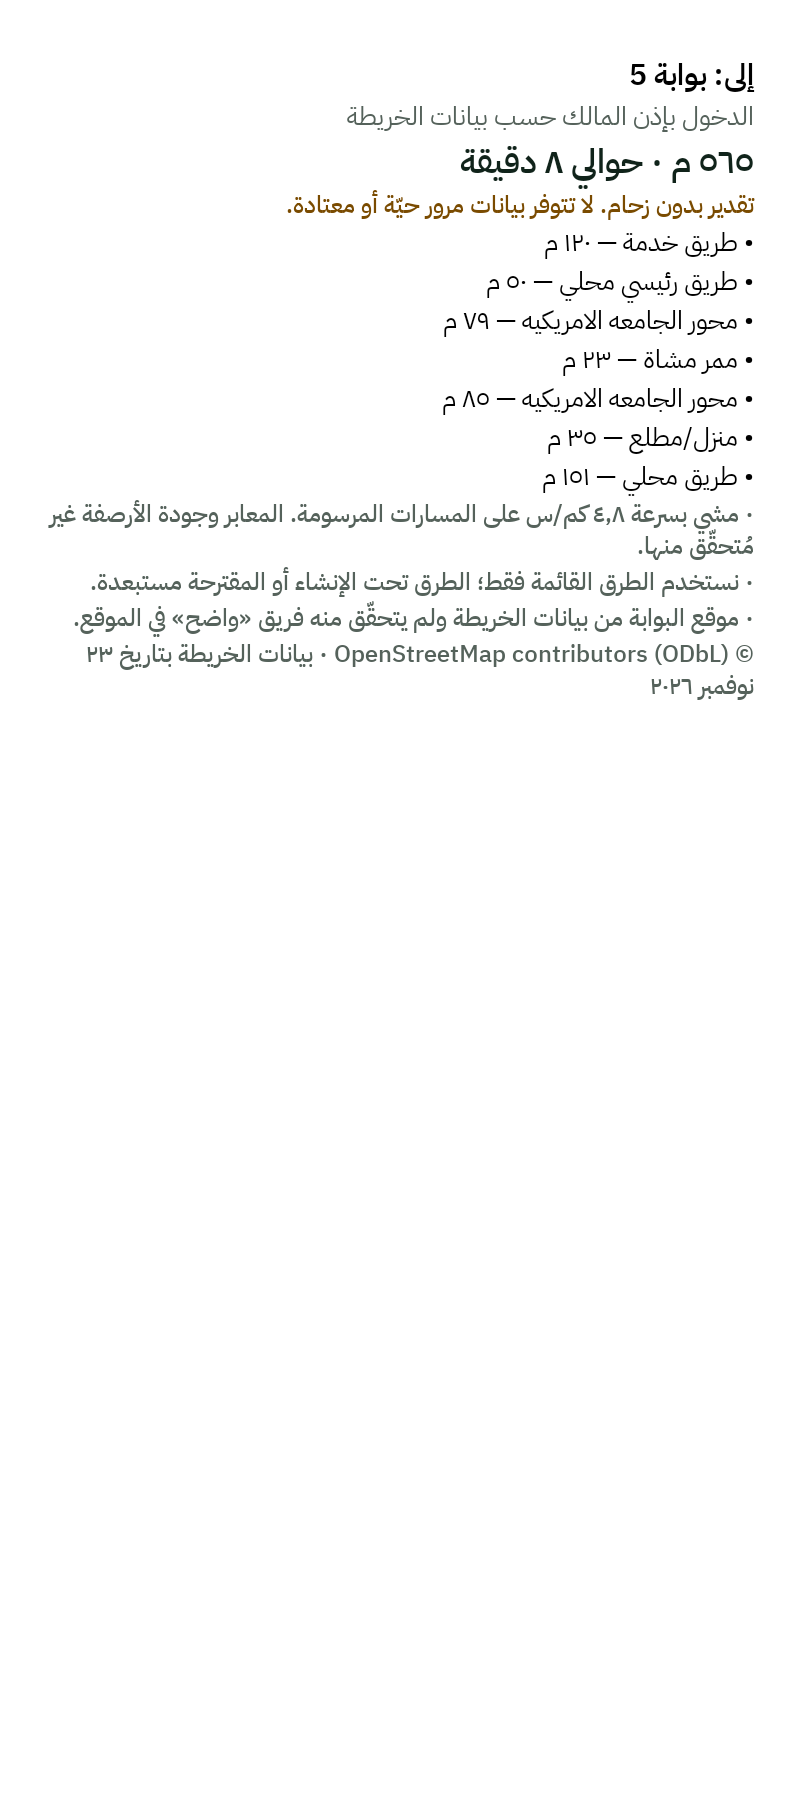 إلى: بوابة 5
الدخول بإذن المالك حسب بيانات الخريطة
٥٦٥ م · حوالي ٨ دقيقة
تقدير بدون زحام. لا تتوفر بيانات مرور حيّة أو معتادة.
• طريق خدمة — ١٢٠ م
• طريق رئيسي محلي — ٥٠ م
• محور الجامعه الامريكيه — ٧٩ م
• ممر مشاة — ٢٣ م
• محور الجامعه الامريكيه — ٨٥ م
• منزل/مطلع — ٣٥ م
• طريق محلي — ١٥١ م
· مشي بسرعة ٤,٨ كم/س على المسارات المرسومة. المعابر وجودة الأرصفة غير
مُتحقّق منها.
· نستخدم الطرق القائمة فقط؛ الطرق تحت الإنشاء أو المقترحة مستبعدة.
· موقع البوابة من بيانات الخريطة ولم يتحقّق منه فريق «واضح» في الموقع.
© OpenStreetMap contributors (ODbL) · بيانات الخريطة بتاريخ ٢٣
نوفمبر ٢٠٢٦